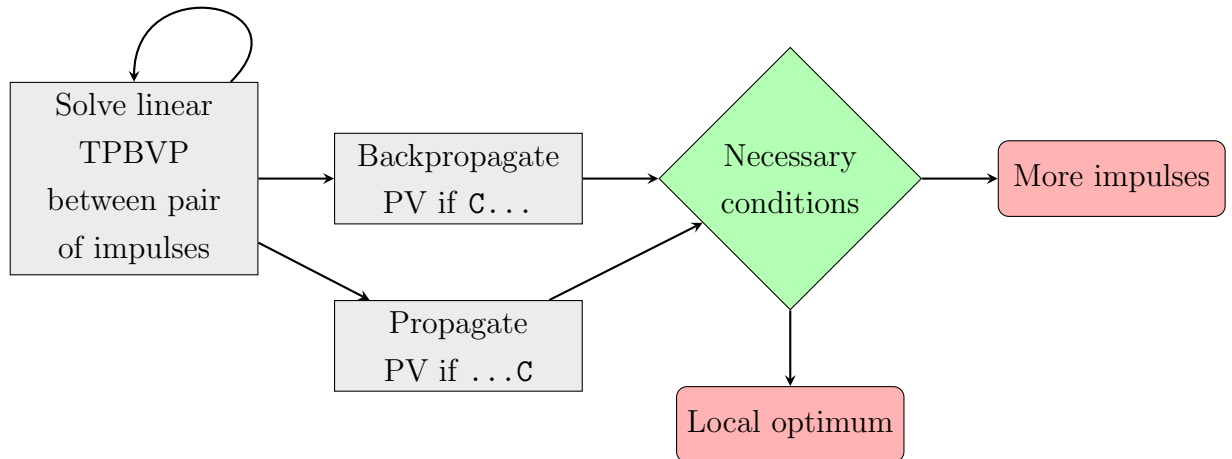 Solve linear
TPBVP
between pair
of impulses
Backpropagate
PV if C...
Propagate
PV if ...C
Necessary
conditions
More impulses
Local optimum